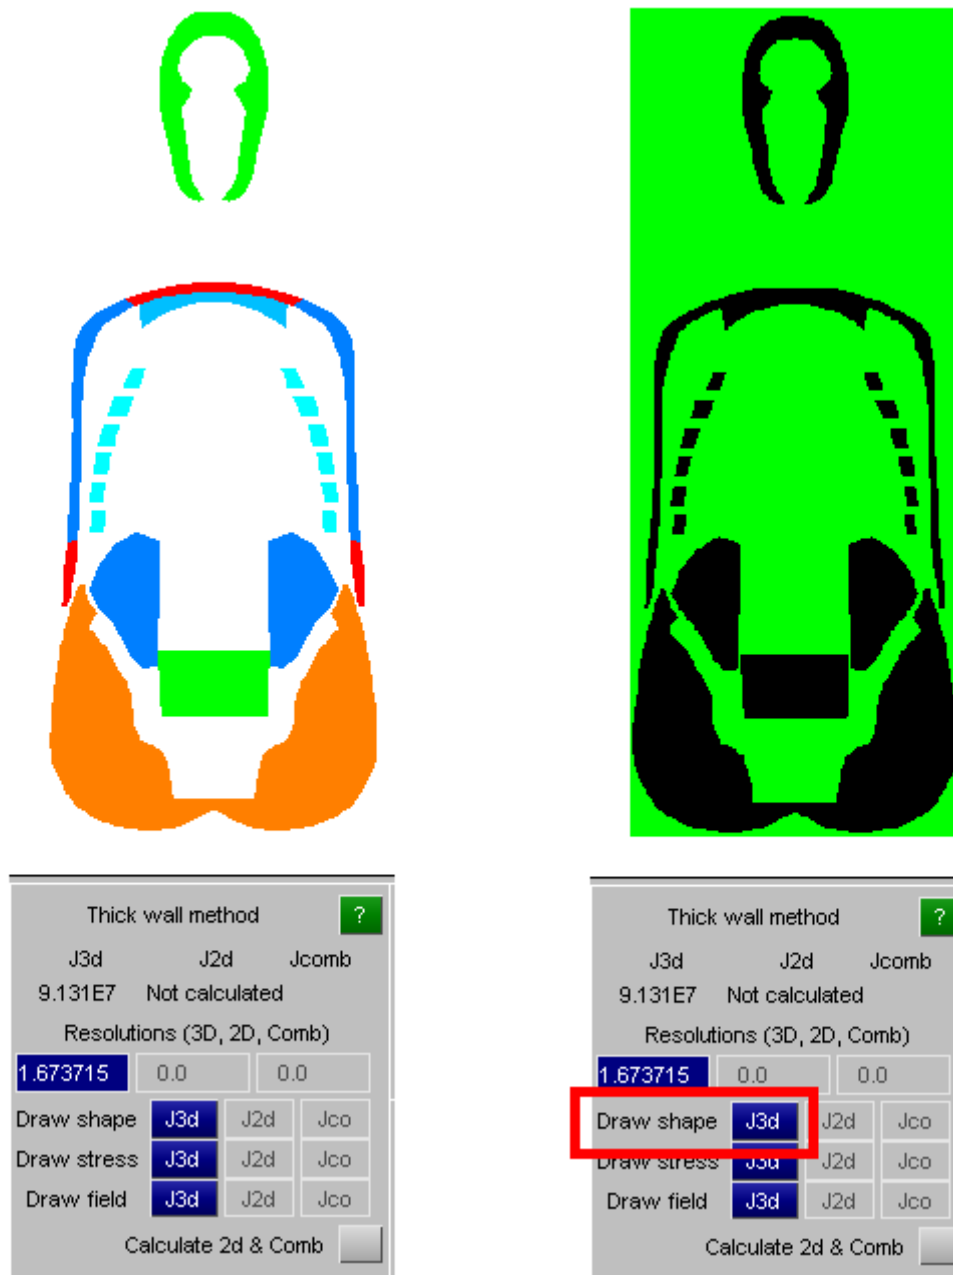 Thick wall method ?
J3d J2d Jcomb
9.131E7 Not calculated
Resolutions (3D, 2D, Comb)
1.673715 0.0 0.0
Draw shape J3d J2d Jco
Draw stress J3d J2d Jco
Draw field J3d J2d Jco
Calculate 2d & Comb
Thick wall method ?
J3d J2d Jcomb
9.131E7 Not calculated
Resolutions (3D, 2D, Comb)
1.673715 0.0 0.0
Draw shape J3d J2d Jco
Draw stress J3d J2d Jco
Draw field J3d J2d Jco
Calculate 2d & Comb